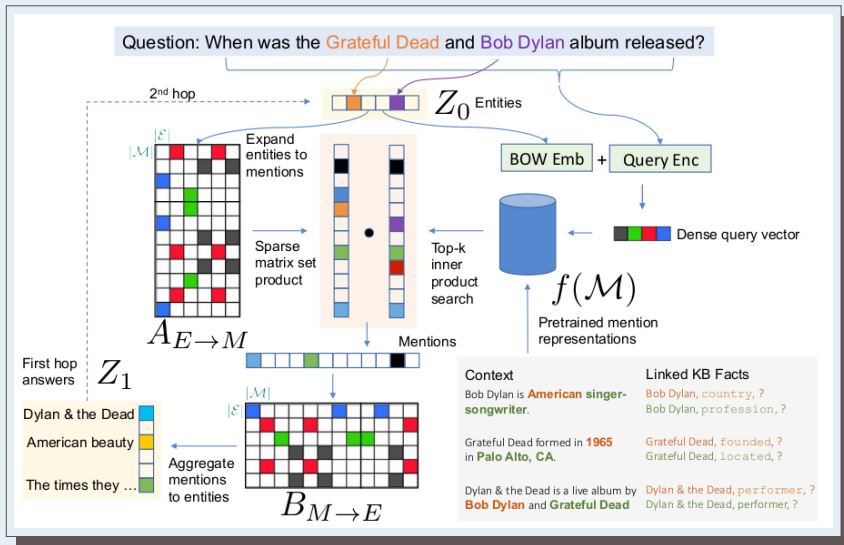 Question: When was the Grateful Dead and Bob Dylan album released?
2nd hop
Z0 Entities
|ℰ|
|ℳ|
Expand
entities to
mentions
BOW Emb + Query Enc
Dense query vector
Sparse
matrix set
product
Top-k
inner
product
search
f(ℳ)
A E→M
Pretrained mention
representations
Mentions
First hop
answers
Z1
|ℳ|
|ℰ|
Dylan & the Dead
American beauty
The times they ...
Aggregate
mentions
to entities
B M→E
Context
Bob Dylan is American singer-
songwriter.
Grateful Dead formed in 1965
in Palo Alto, CA.
Dylan & the Dead is a live album by
Bob Dylan and Grateful Dead
Linked KB Facts
Bob Dylan, country, ?
Bob Dylan, profession, ?
Grateful Dead, founded, ?
Grateful Dead, located, ?
Dylan & the Dead, performer, ?
Dylan & the Dead, performer, ?